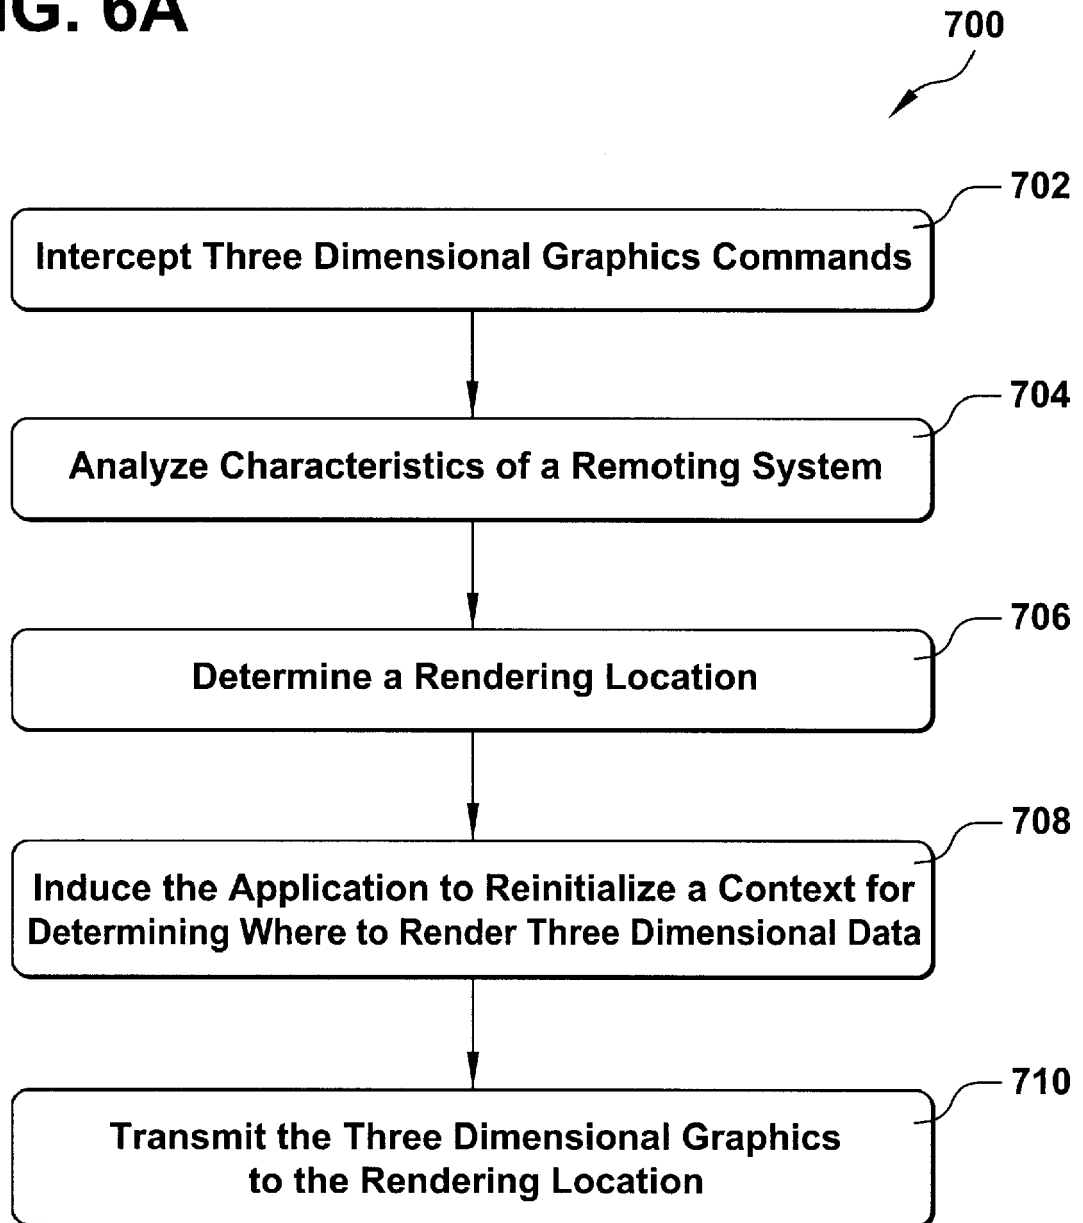 G. 6A
700
702
Intercept Three Dimensional Graphics Commands
704
Analyze Characteristics of a Remoting System
706
Determine a Rendering Location
708
Induce the Application to Reinitialize a Context for
Determining Where to Render Three Dimensional Data
710
Transmit the Three Dimensional Graphics
to the Rendering Location